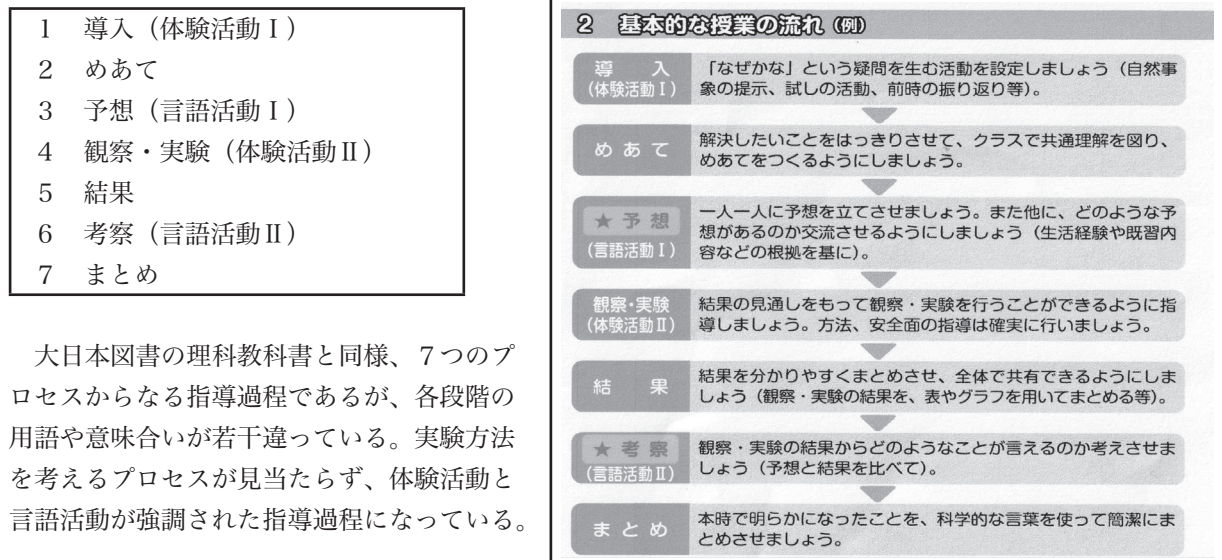 1 導入（体験活動Ⅰ）
2 めあて
3 予想（言語活動Ⅰ）
4 観察・実験（体験活動Ⅱ）
5 結果
6 考察（言語活動Ⅱ）
7 まとめ
大日本図書の理科教科書と同様、７つのプ
ロセスからなる指導過程であるが、各段階の
用語や意味合いが若干違っている。実験方法
を考えるプロセスが見当たらず、体験活動と
言語活動が強調された指導過程になっている。
2 基本的な授業の流れ（例）
導 入
（体験活動Ⅰ）
「なぜかな」という疑問を生む活動を設定しましょう（自然事
象の提示、試しの活動、前時の振り返り等）。
めあて
解決したいことをはっきりさせて、クラスで共通理解を図り、
めあてをつくるようにしましょう。
★予想
（言語活動Ⅰ）
一人一人に予想を立てさせましょう。また他に、どのような予
想があるのか交流させるようにしましょう（生活経験や既習内
容などの根拠を基に）。
観察・実験
（体験活動Ⅱ）
結果の見通しをもって観察・実験を行うことができるように指
導しましょう。方法、安全面の指導は確実に行いましょう。
結 果
結果を分かりやすくまとめさせ、全体で共有できるようにしま
しょう（観察・実験の結果を、表やグラフを用いてまとめる等）。
★考察
（言語活動Ⅱ）
観察・実験の結果からどのようなことが言えるのか考えさせま
しょう（予想と結果を比べて）。
まとめ
本時で明らかになったことを、科学的な言葉を使って簡潔にま
とめさせましょう。